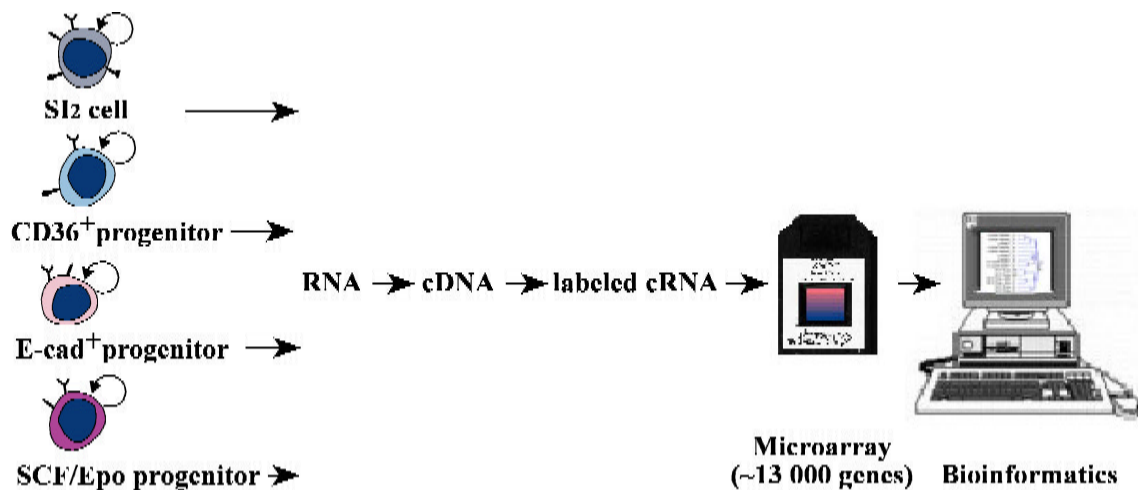 SI2 cell
CD36+progenitor
RNA
cDNA
labeled cRNA
E-cad+progenitor
SCF/Epo progenitor
Microarray
(~13 000 genes)
Bioinformatics